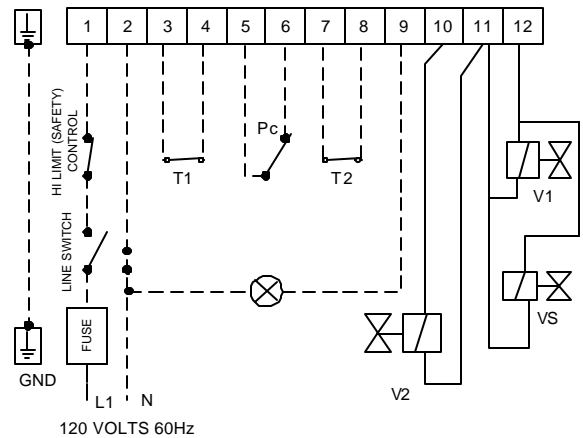 1 2 3 4 5 6 7 8 9 10 11 12
HI LIMIT (SAFETY)
CONTROL
Pc
T1
T2
V1
LINE SWITCH
VS
FUSE
GND
V2
L1 N
120 VOLTS 60Hz